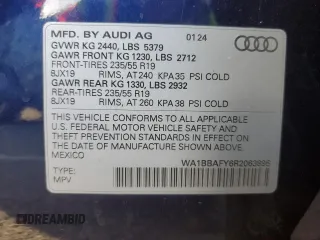 MFD. BY AUDI AG 01 24
GVWR KG 2440, LBS 5379
GAWR FRONT KG 1230, LBS 2712
FRONT-TIRES 235/55 R19
8JX19 RIMS, AT 240 KPA 35 PSI COLD
GAWR REAR KG 1330, LBS 2932
REAR-TIRES 235/55 R19
8JX19 RIMS, AT 260 KPA 38 PSI COLD
THIS VEHICLE CONFORMS TO ALL APPLICABLE
U.S. FEDERAL MOTOR VEHICLE SAFETY, BUMPER
AND THEFT PREVENTION STANDARDS IN EFFECT ON
THE DATE OF MANUFACTURE SHOWN ABOVE.
MEXICO
TYPE:
MPV
© DREAMBID